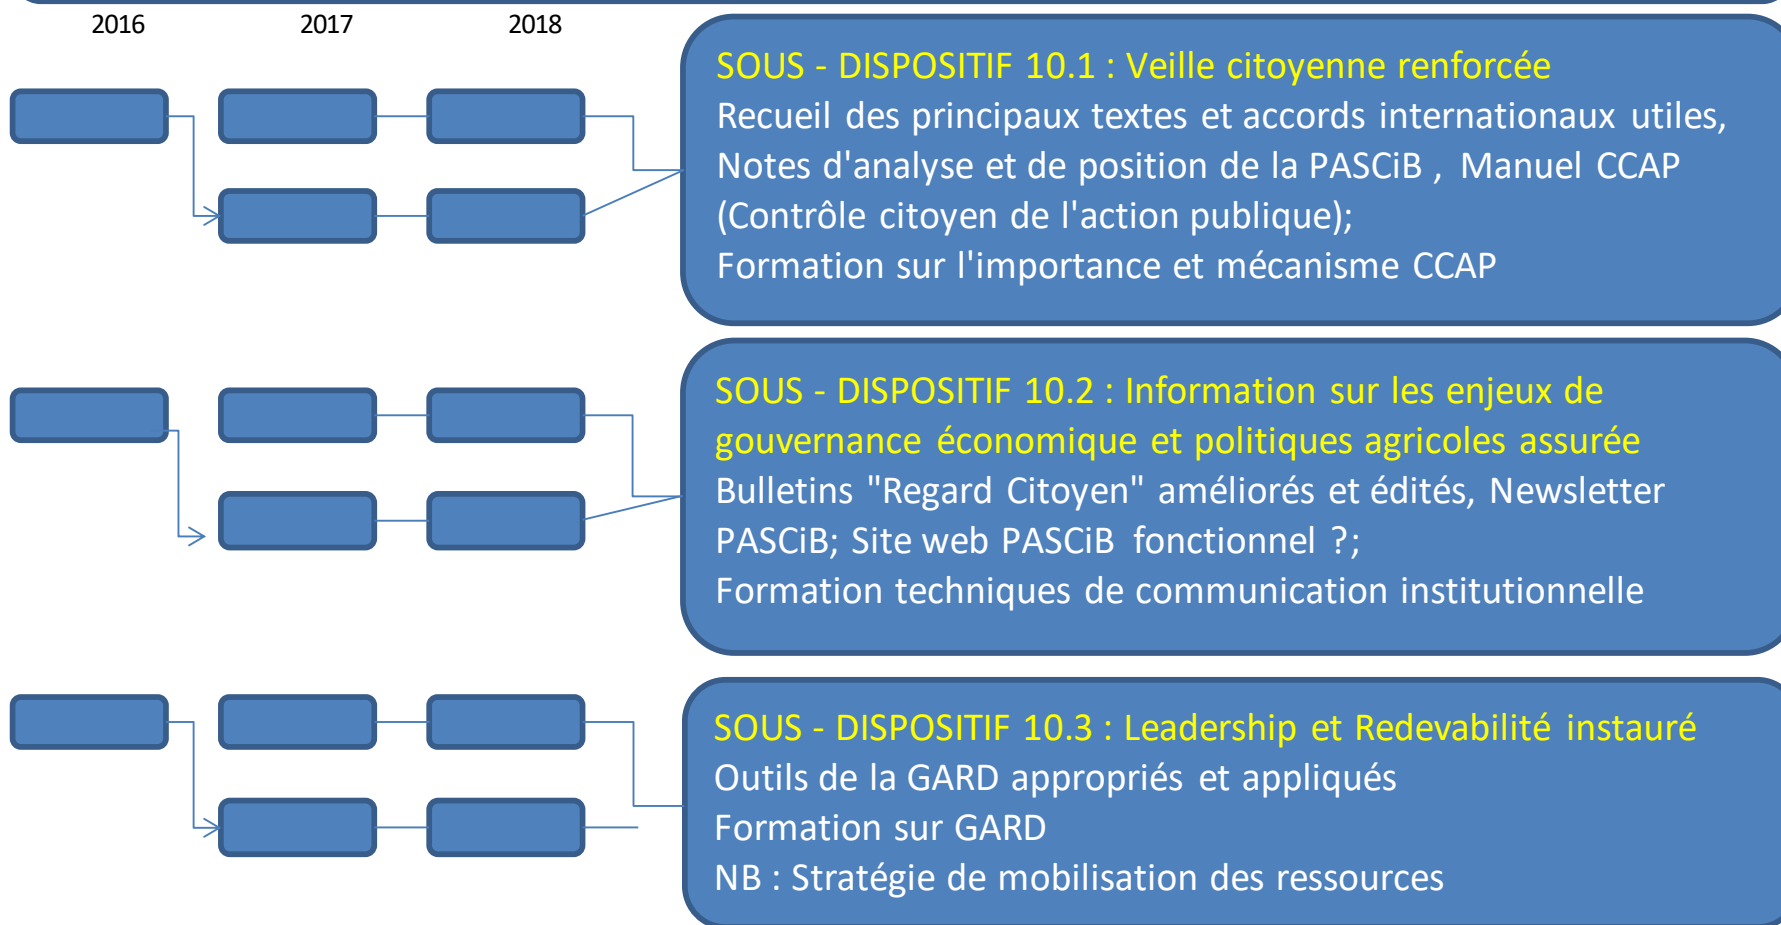 2016 2017 2018
SOUS - DISPOSITIF 10.1 : Veille citoyenne renforcée
Recueil des principaux textes et accords internationaux utiles,
Notes d'analyse et de position de la PASCiB , Manuel CCAP
(Contrôle citoyen de l'action publique);
Formation sur l'importance et mécanisme CCAP
SOUS - DISPOSITIF 10.2 : Information sur les enjeux de
gouvernance économique et politiques agricoles assurée
Bulletins "Regard Citoyen" améliorés et édités, Newsletter
PASCiB; Site web PASCiB fonctionnel ?;
Formation techniques de communication institutionnelle
SOUS - DISPOSITIF 10.3 : Leadership et Redevabilité instauré
Outils de la GARD appropriés et appliqués
Formation sur GARD
NB : Stratégie de mobilisation des ressources